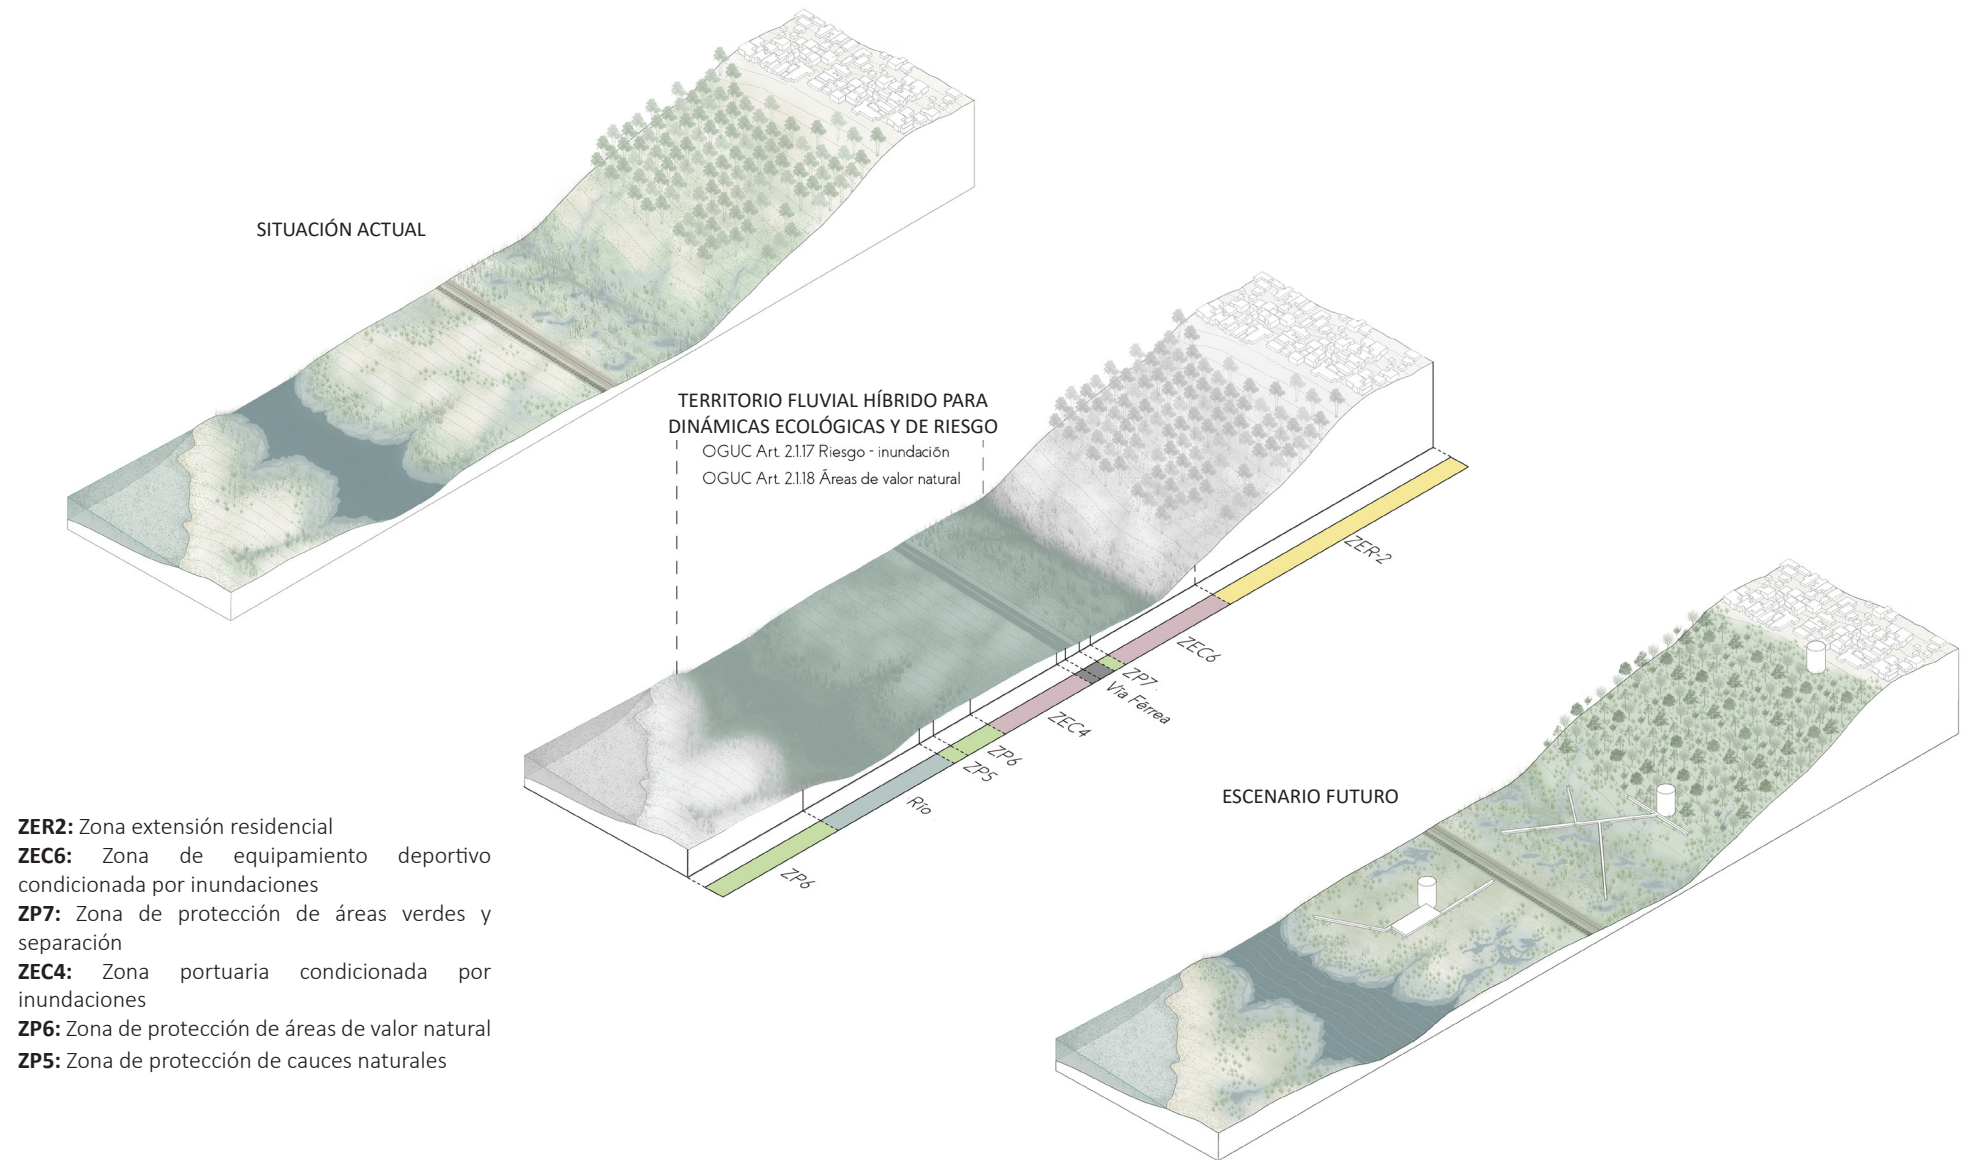 SITUACIÓN ACTUAL
TERRITORIO FLUVIAL HÍBRIDO PARA
DINÁMICAS ECOLÓGICAS Y DE RIESGO
OGUC Art. 2.1.17 Riesgo - inundación
OGUC Art. 2.1.18 Áreas de valor natural
ZER-2
ZEC6
ZP7
Vía Férrea
ZEC4
ZP6
ZP5
Río
ZP6
ESCENARIO FUTURO
ZER2: Zona extensión residencial
ZEC6: Zona de equipamiento deportivo
condicionada por inundaciones
ZP7: Zona de protección de áreas verdes y
separación
ZEC4: Zona portuaria condicionada por
inundaciones
ZP6: Zona de protección de áreas de valor natural
ZP5: Zona de protección de cauces naturales